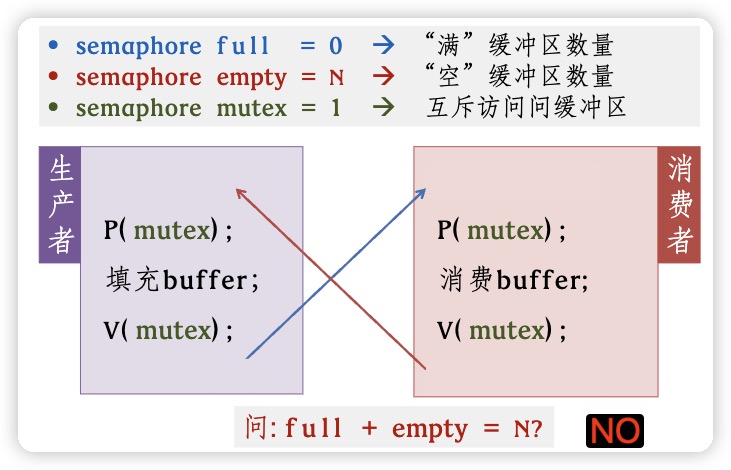 • semaphore full = 0 → “满”缓冲区数量
• semaphore empty = N → “空”缓冲区数量
• semaphore mutex = 1 → 互斥访问问缓冲区
生产者
P(mutex);
填充buffer;
V(mutex);
消费者
P(mutex);
消费buffer;
V(mutex);
问: full + empty = N?
NO